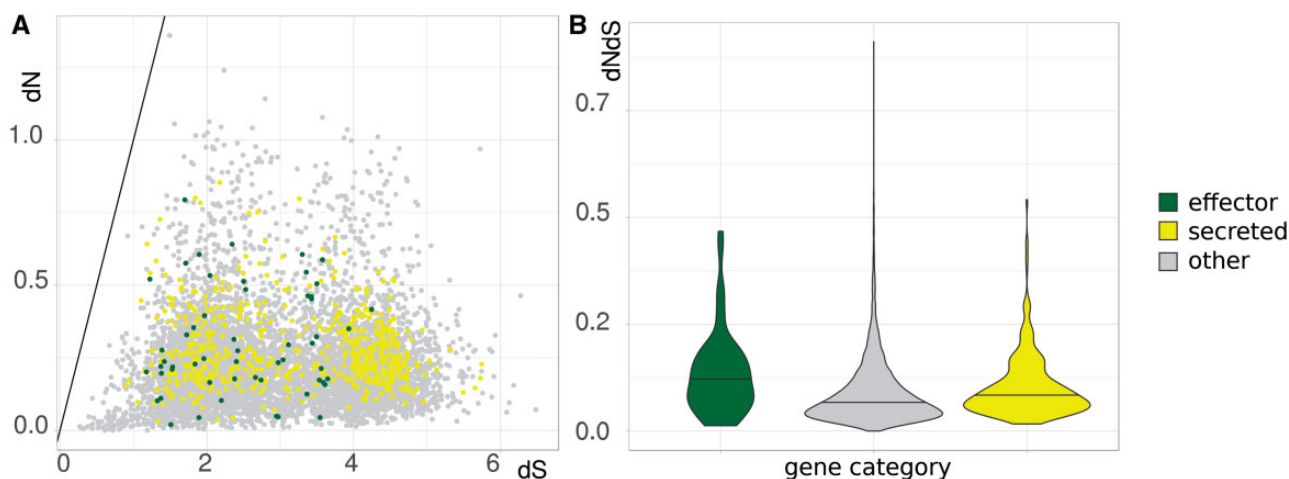 A
dN
1.0
0.5
0.0
0
2
4
6
dS
B
dNdS
0.7
0.5
0.2
0.0
gene category
effector
secreted
other